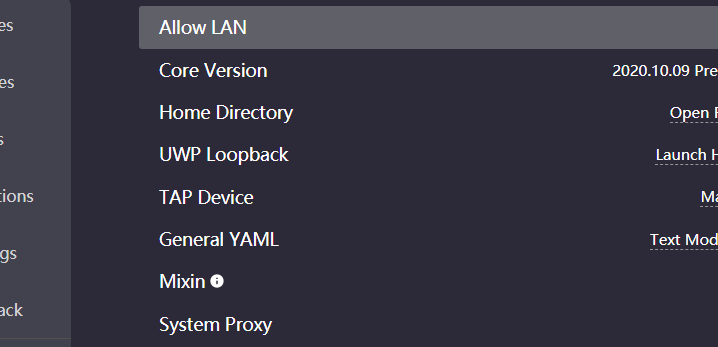 es
Allow LAN
es
Core Version 2020.10.09 Pre
s
Home Directory Open
UWP Loopback Launch
tions
TAP Device Ma
gs
General YAML Text Mod
ack
Mixin
System Proxy